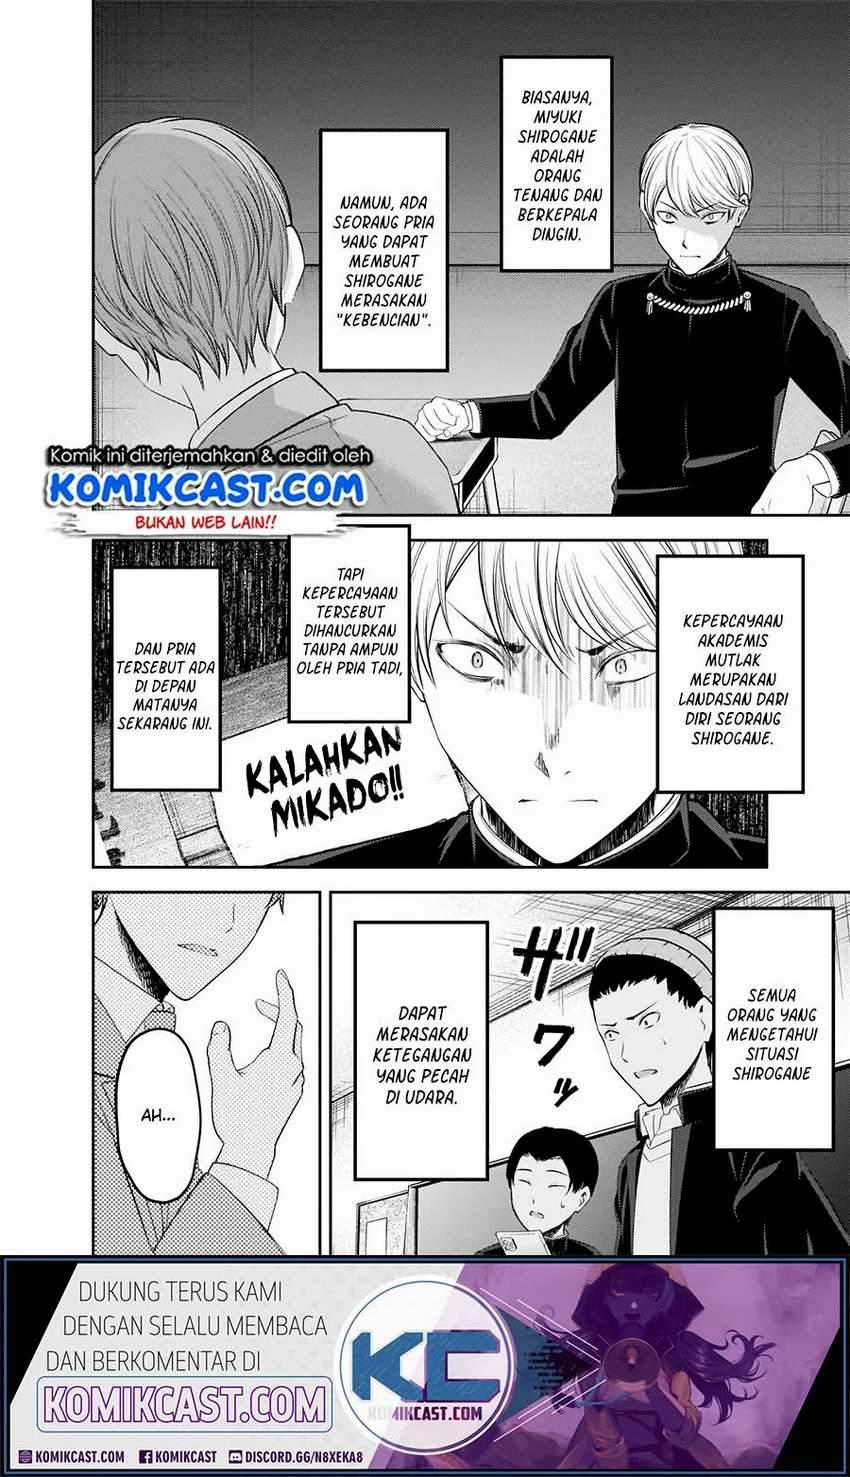 BIASANYA,
MIYUKI
SHIROGANE
ADALAH
ORANG
TENANG DAN
BERKEPALA
DINGIN.
NAMUN, ADA
SEORANG PRIA
YANG DAPAT
MEMBUAT
SHIROGANE
MERASAKAN
"KEBENCIAN".
Komik ini diterjemahkan & diedit oleh
KOMIKCAST.COM
BUKAN WEB LAIN!!
KEPERCAYAAN
AKADEMIS
MUTLAK
MERUPAKAN
LANDASAN DARI
DIRI SEORANG
SHIROGANE.
TAPI
KEPERCAYAAN
TERSEBUT
DIHANCURKAN
TANPA AMPUN
OLEH PRIA TADI,
DAN PRIA
TERSEBUT ADA
DI DEPAN
MATANYA
SEKARANG INI.
KALAHKAN
MIKADO!!
SEMUA
ORANG YANG
MENGETAHUI
SITUASI
SHIROGANE
ザワッ
DAPAT
MERASAKAN
KETEGANGAN
YANG PECAH
DI UDARA.
AH...
DUKUNG TERUS KAMI
DENGAN SELALU MEMBACA
DAN BERKOMENTAR DI
KOMIKCAST.COM
KC
KOMIKCAST.COM
KOMIKCAST.COM KOMIKCAST DISCORD.GG/N8XEKA8